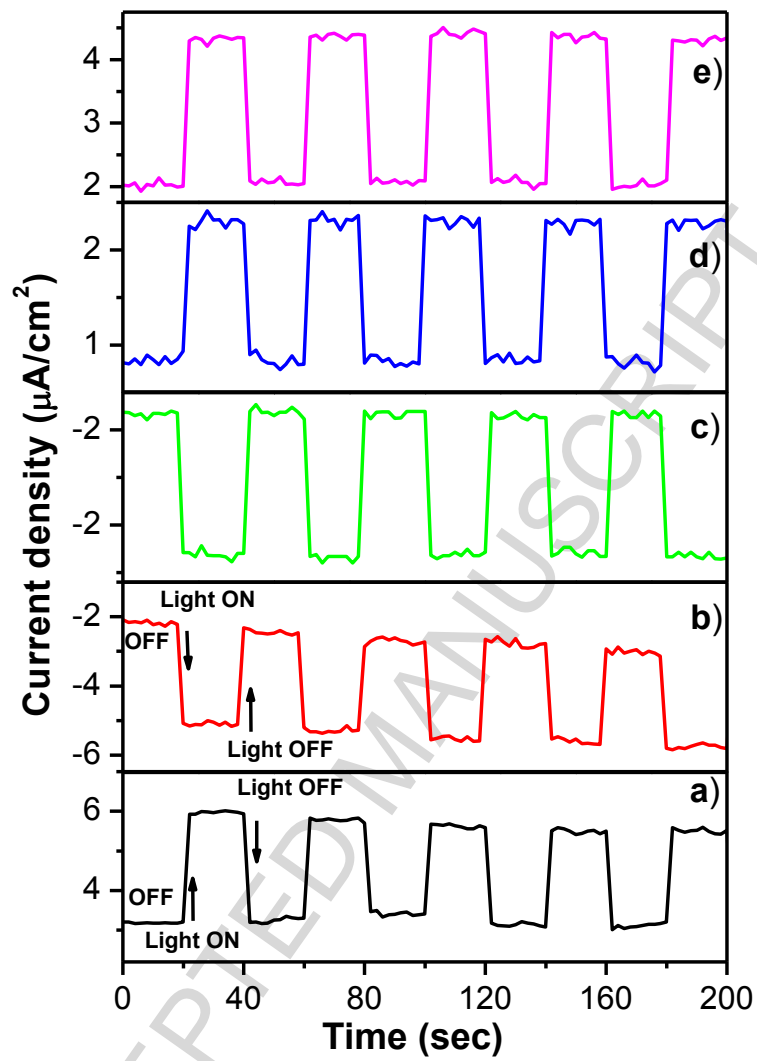 Current density (μA/cm²)
4
3
2
e)
2
1
d)
-2
-2
c)
-2
-4
-6
Light ON
OFF
Light OFF
b)
6
4
Light OFF
OFF
Light ON
a)
0 40 80 120 160 200
Time (sec)
EPTED MANUSCRIPT